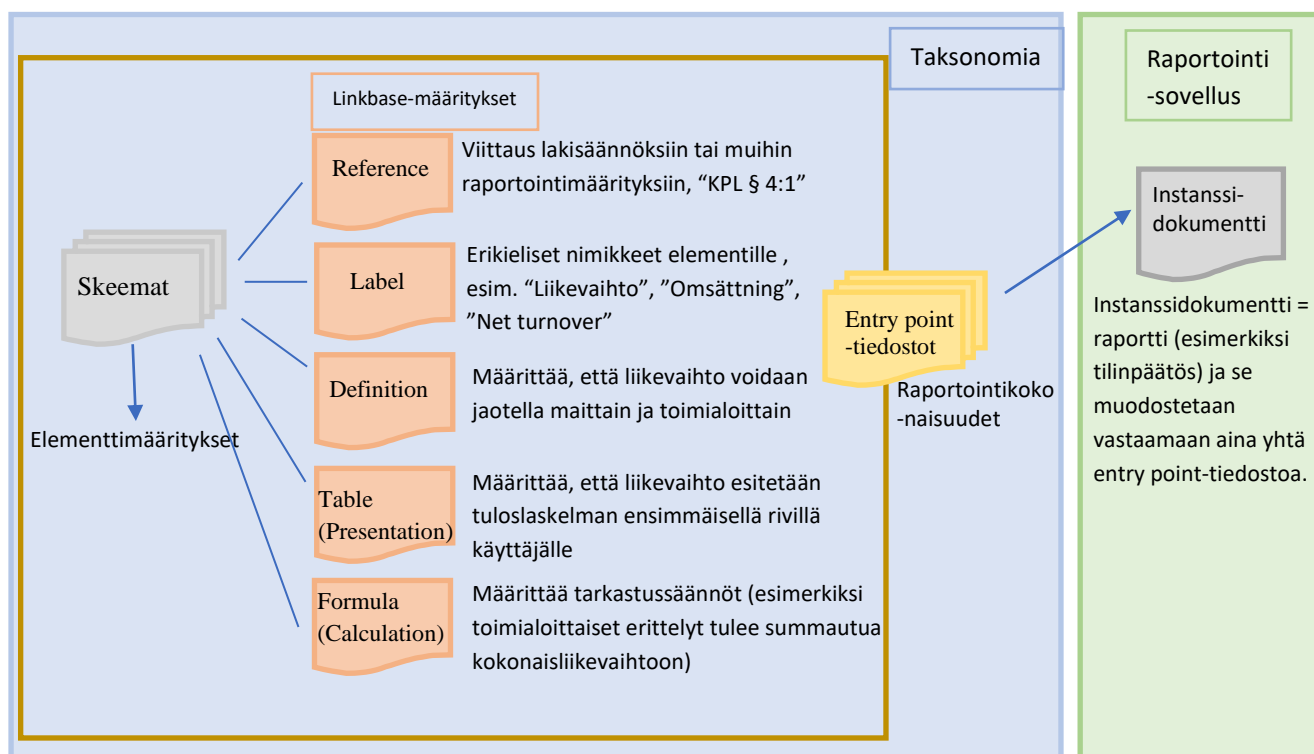 Taksonomia
Linkbase-määritykset
Reference
Viittaus lakisäännöksiin tai muihin
raportointimäärityksiin, “KPL § 4:1”
Skeemat
Label
Erikieliset nimikkeet elementille ,
esim. “Liikevaihto”, ”Omsättning”,
”Net turnover”
Definition
Määrittää, että liikevaihto voidaan
jaotella maittain ja toimialoittain
Elementtimääritykset
Table
(Presentation)
Määrittää, että liikevaihto esitetään
tuloslaskelman ensimmäisellä rivillä
käyttäjälle
Formula
(Calculation)
Määrittää tarkastussäännöt (esimerkiksi
toimialoittaiset erittelyt tulee summautua
kokonaisliikevaihtoon)
Entry point
-tiedostot
Raportointikoko
-naisuudet
Raportointi
-sovellus
Instanssi-
dokumentti
Instanssidokumentti =
raportti (esimerkiksi
tilinpäätös) ja se
muodostetaan
vastaamaan aina yhtä
entry point-tiedostoa.